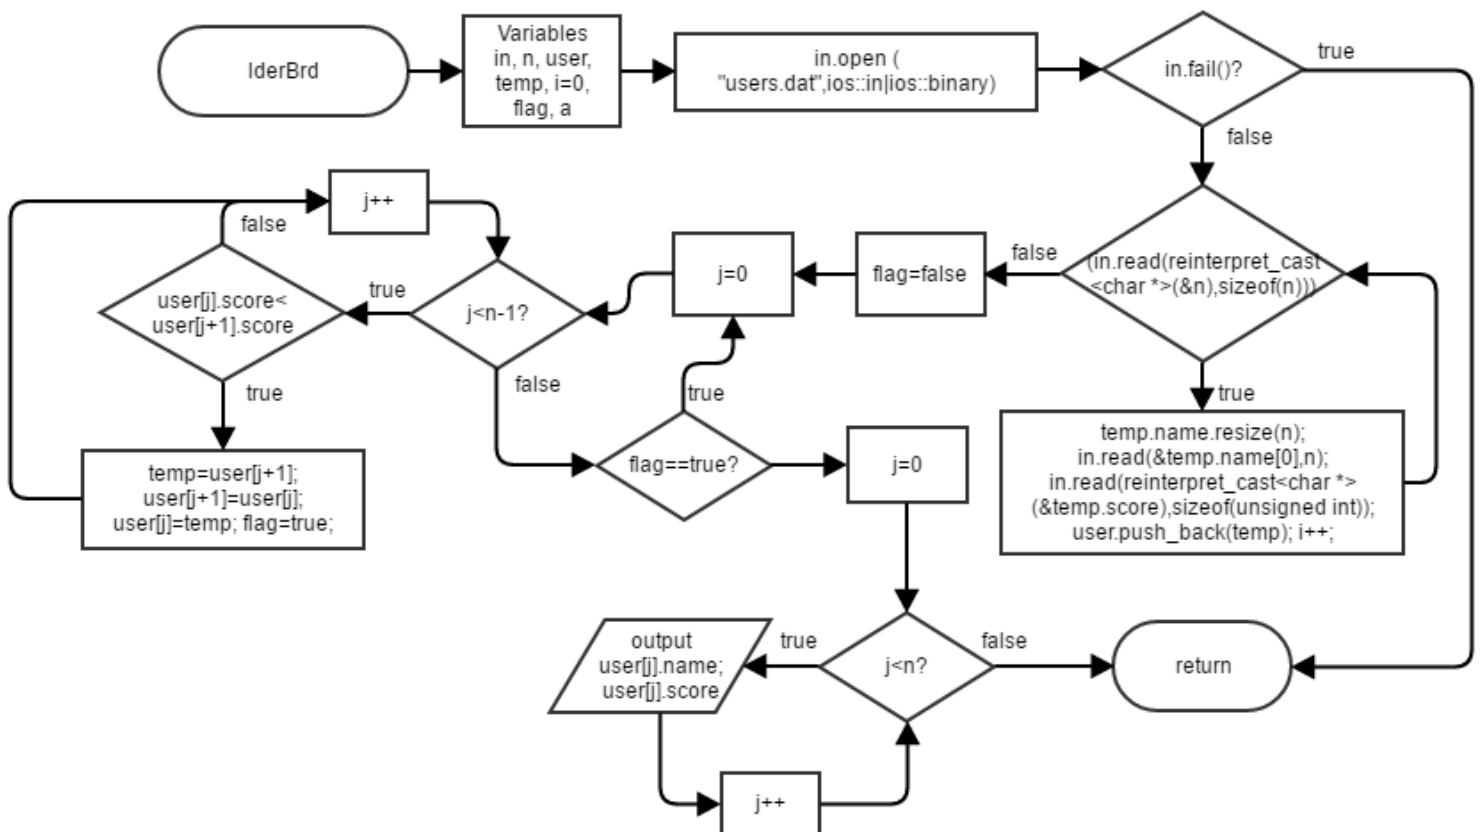 lderBrd
Variables
in, n, user,
temp, i=0,
flag, a
in.open (
"users.dat",ios::in|ios::binary)
in.fail()?
true
false
(in.read(reinterpret_cast
<char *>(&n),sizeof(n)))
false
true
temp.name.resize(n);
in.read(&temp.name[0],n);
in.read(reinterpret_cast<char *>
(&temp.score),sizeof(unsigned int));
user.push_back(temp); i++;
flag=false
j=0
j<n-1?
true
false
j++
user[j].score<
user[j+1].score
false
true
temp=user[j+1];
user[j+1]=user[j];
user[j]=temp; flag=true;
flag==true?
true
j=0
j<n?
true
false
output
user[j].name;
user[j].score
j++
return